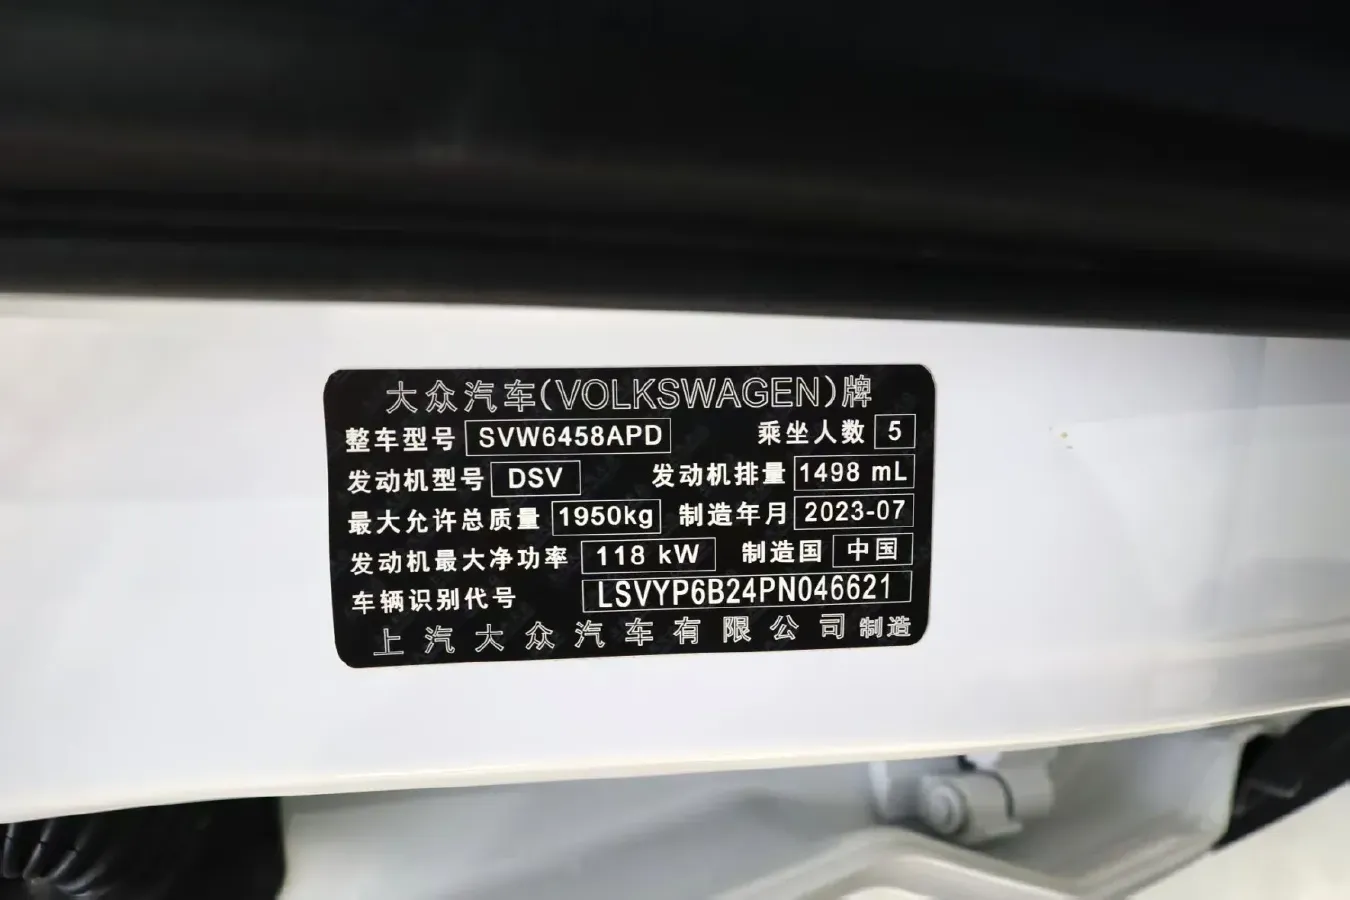 大众汽车(VOLKSWAGEN)牌
整车型号 SVW6458APD 乘坐人数 5
发动机型号 DSV 发动机排量 1498 mL
最大允许总质量 1950kg 制造年月 2023-07
发动机最大净功率 118 kW 制造国 中国
车辆识别代号 LSVYP6B24PN046621
上汽大众汽车有限公司 制造